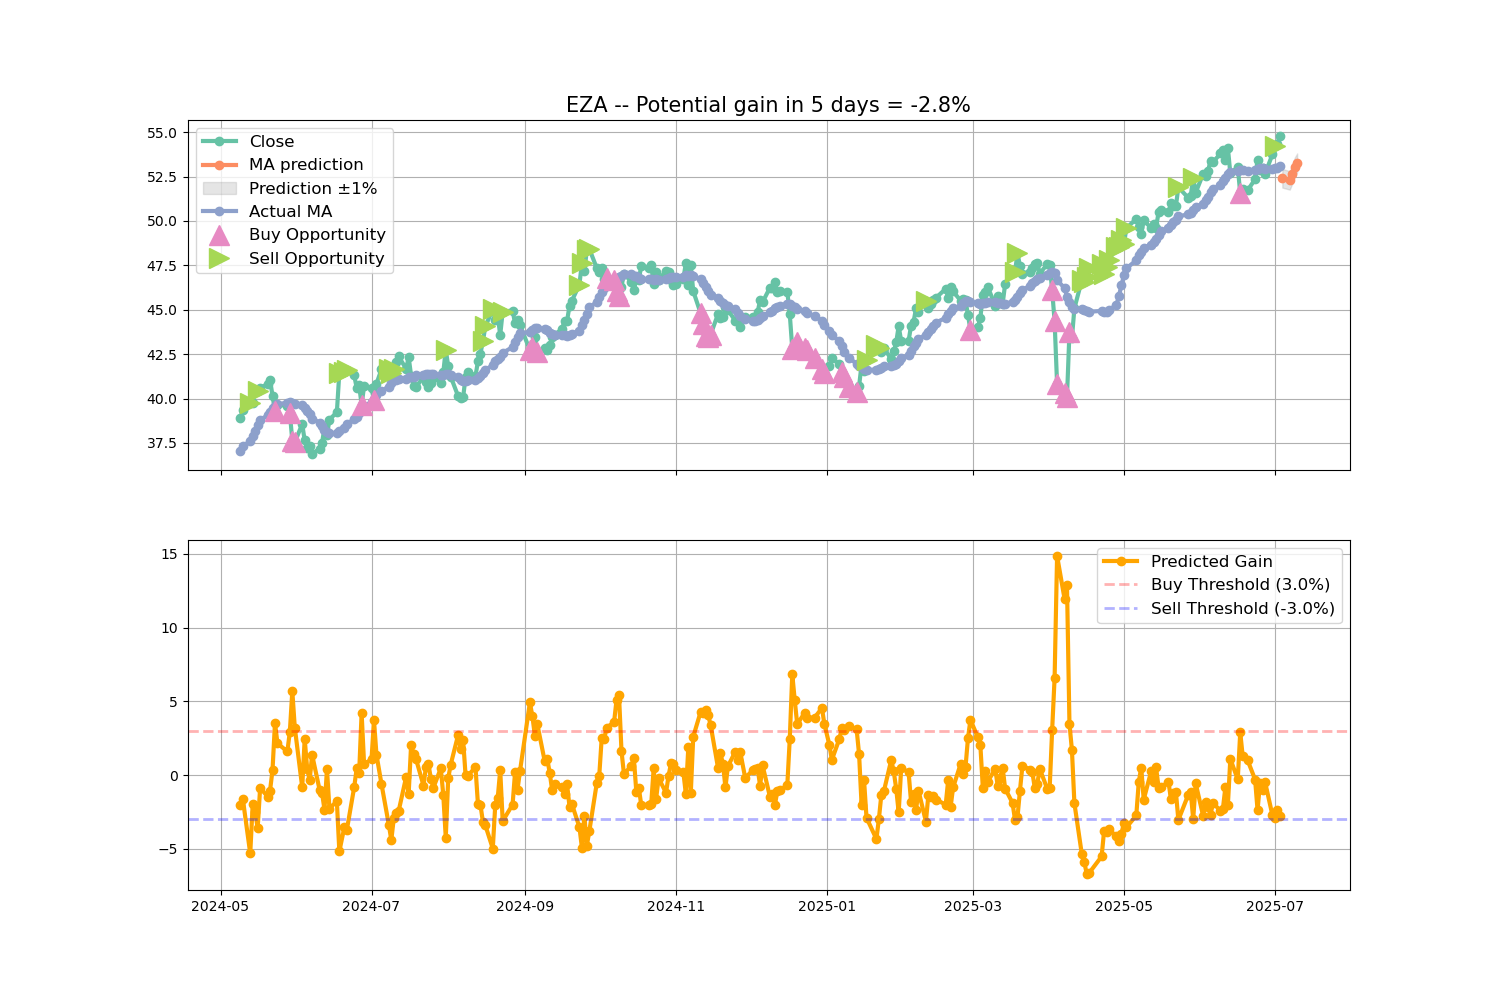 EZA -- Potential gain in 5 days = -2.8%
55.0
52.5
50.0
47.5
45.0
42.5
40.0
37.5
Close
MA prediction
Prediction ±1%
Actual MA
Buy Opportunity
Sell Opportunity
15
10
5
0
−5
Predicted Gain
Buy Threshold (3.0%)
Sell Threshold (-3.0%)
2024-05
2024-07
2024-09
2024-11
2025-01
2025-03
2025-05
2025-07